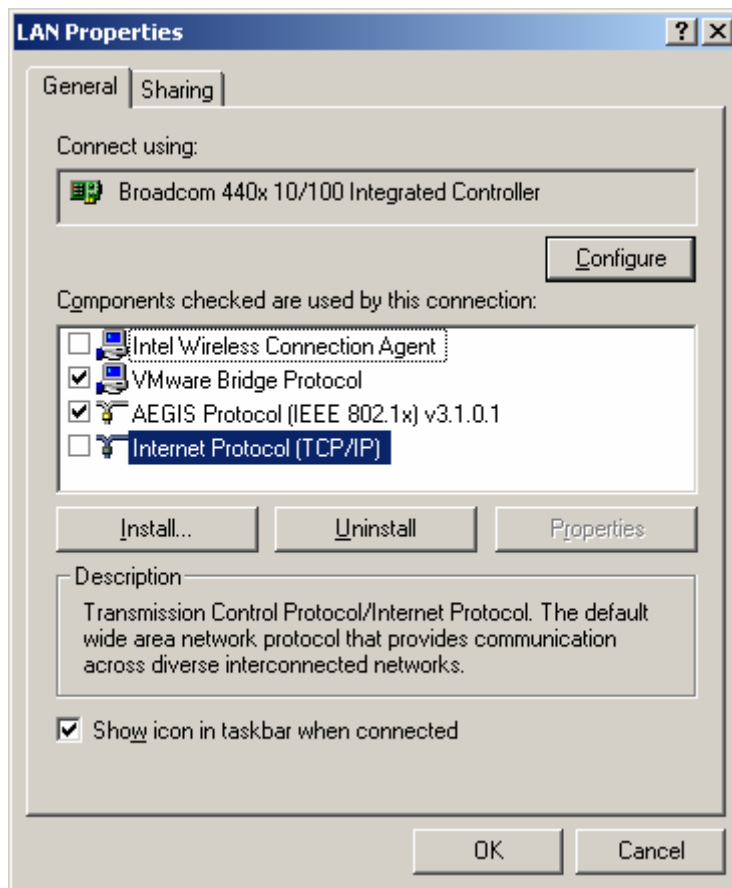 LAN Properties
General
Sharing
Connect using:
Broadcom 440x 10/100 Integrated Controller
Configure
Components checked are used by this connection:
Intel Wireless Connection Agent
VMware Bridge Protocol
AEGIS Protocol (IEEE 802.1x) v3.1.0.1
Internet Protocol (TCP/IP)
Install...
Uninstall
Properties
Description
Transmission Control Protocol/Internet Protocol. The default
wide area network protocol that provides communication
across diverse interconnected networks.
Show icon in taskbar when connected
OK
Cancel